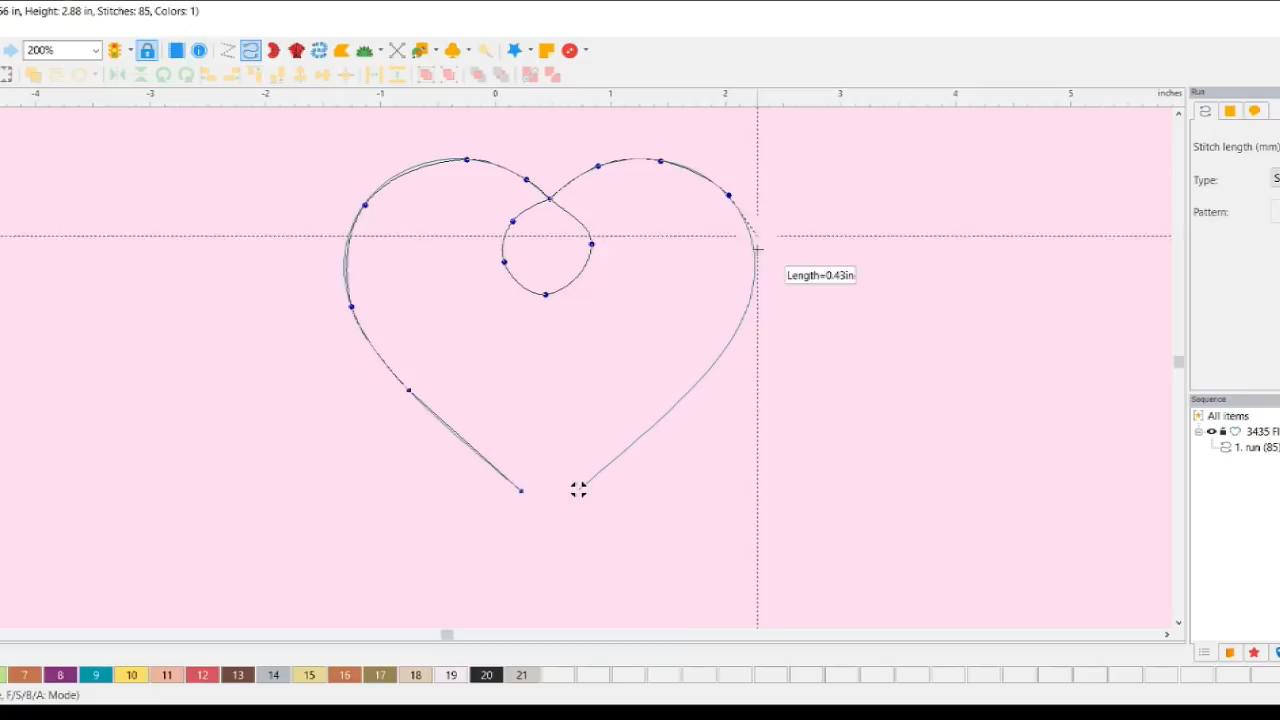 56 in, Height: 2.88 in, Stitches: 85, Colors: 1)
200%
-4 -3 -1 -2 0 1 2 3 4 5 inches
Run
Stitch length (mm)
Type: S
Pattern:
Length=0.43in
Sequence
All items
3435 Fl
1. run (85)
7 8 9 10 11 12 13 14 15 16 17 18 19 20 21
, F/S/B/A: Mode)